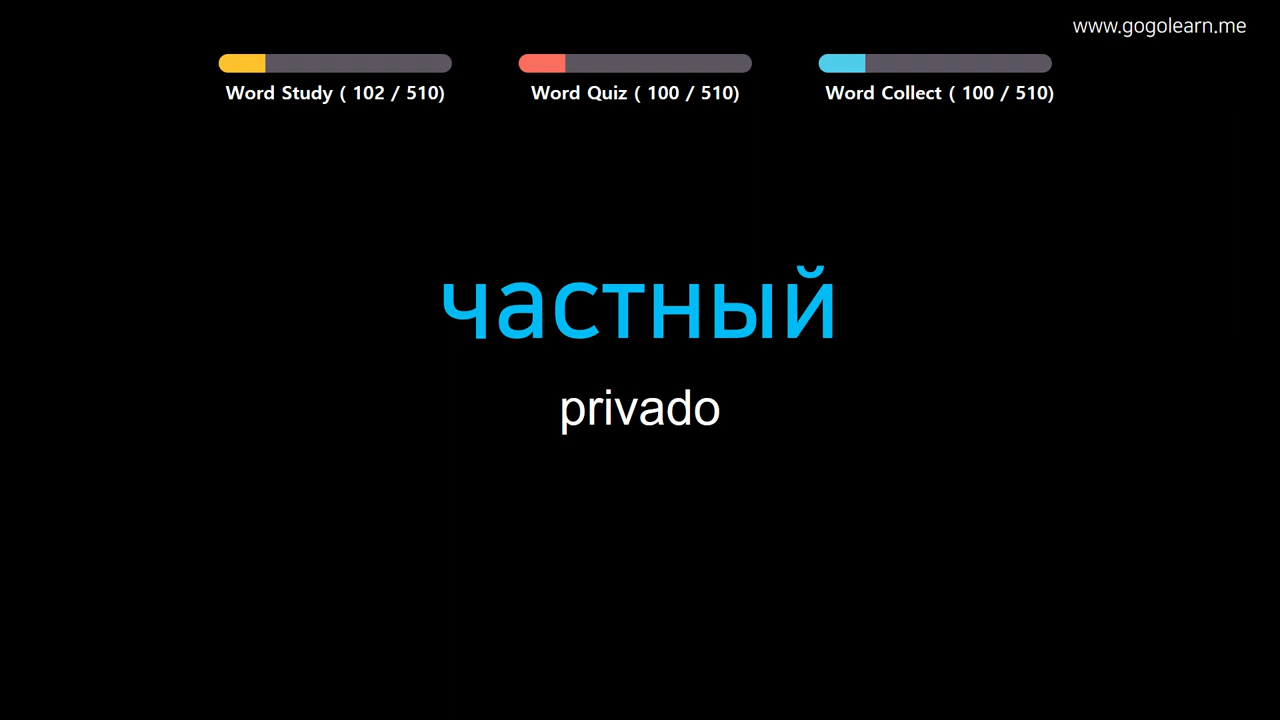 www.gogolearn.me
Word Study ( 102 / 510)
Word Quiz ( 100 / 510)
Word Collect ( 100 / 510)
частный
privado